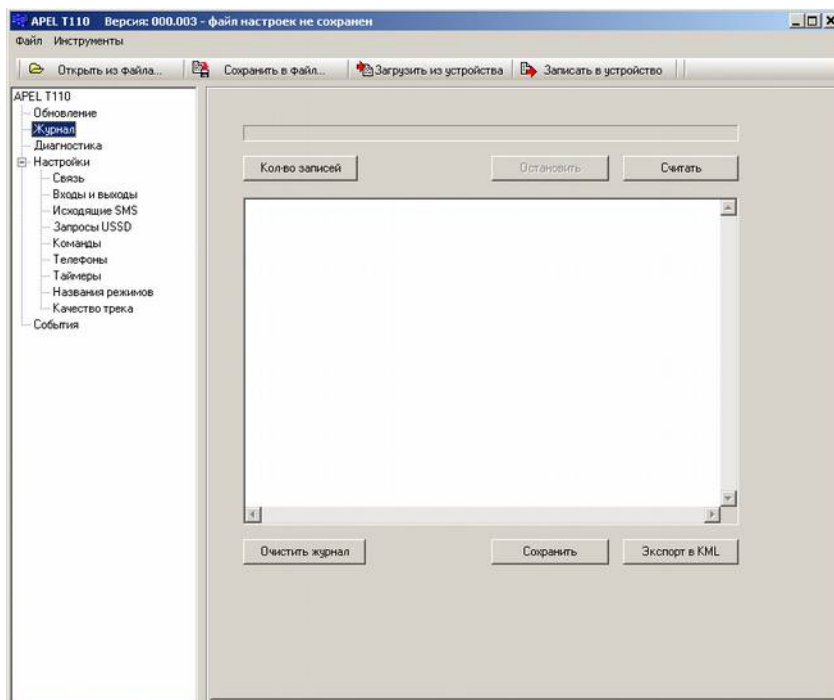 APEL T110 Версия: 000.003 - файл настроек не сохранен
Файл Инструменты
Открыть из файла... Сохранить в файл... Загрузить из устройства Записать в устройство
APEL T110
Обновление
Журнал
Диагностика
Настройки
Связь
Входы и выходы
Исходящие SMS
Запросы USSD
Команды
Телефоны
Таймеры
Названия режимов
Качество трека
События
Кол-во записей Остановить Считать
Очистить журнал Сохранить Экспорт в KML